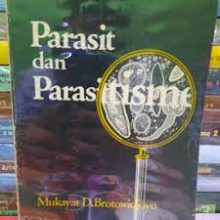 Parasit
dan
Parasitisme
Mukayat D. Brotowidjoyo